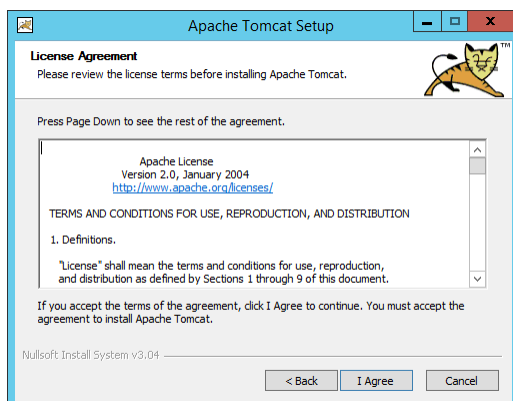 Apache Tomcat Setup
License Agreement
Please review the license terms before installing Apache Tomcat.
TM
Press Page Down to see the rest of the agreement.
Apache License
Version 2.0, January 2004
http://www.apache.org/licenses/
TERMS AND CONDITIONS FOR USE, REPRODUCTION, AND DISTRIBUTION
1. Definitions.
"License" shall mean the terms and conditions for use, reproduction,
and distribution as defined by Sections 1 through 9 of this document.
If you accept the terms of the agreement, click I Agree to continue. You must accept the
agreement to install Apache Tomcat.
Nullsoft Install System v3.04
< Back I Agree Cancel